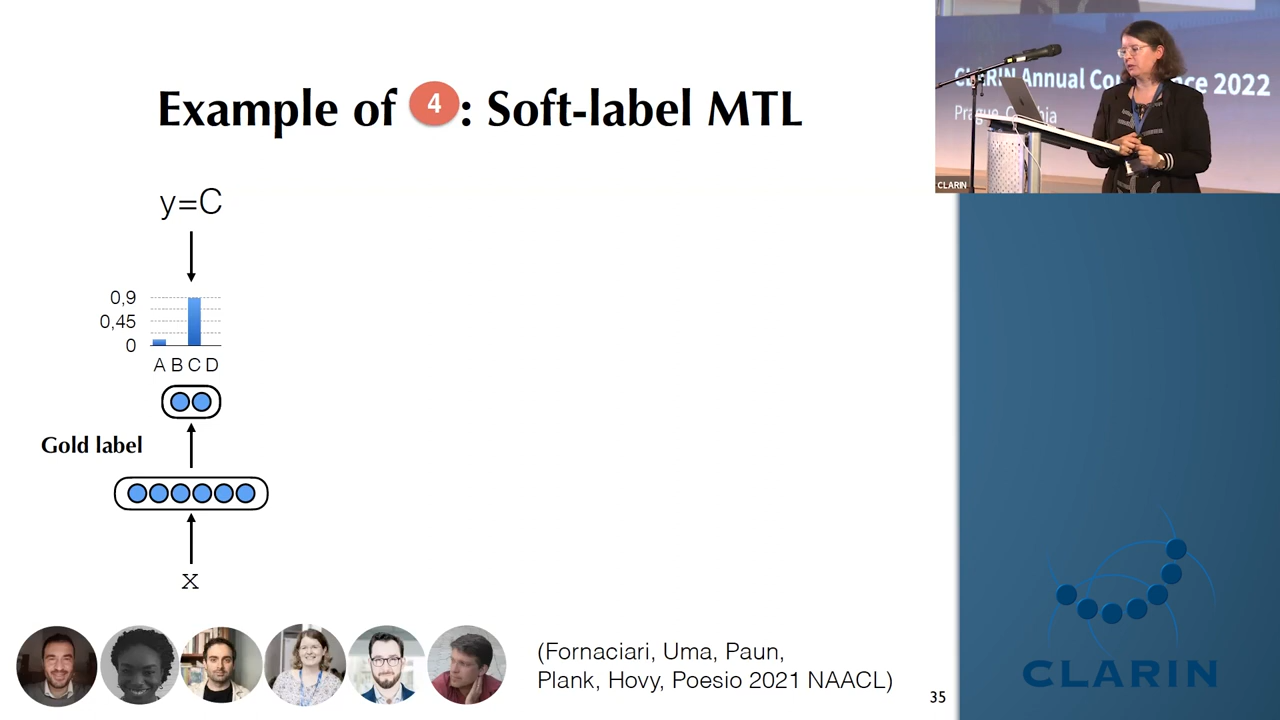 Example of 4: Soft-label MTL
y=C
0,9
0,45
0
A B C D
Gold label
x
(Fornaciari, Uma, Paun,
Plank, Hovy, Poesio 2021 NAACL)
35
CLARIN Annual Conference 2022
CLARIN
CLARIN